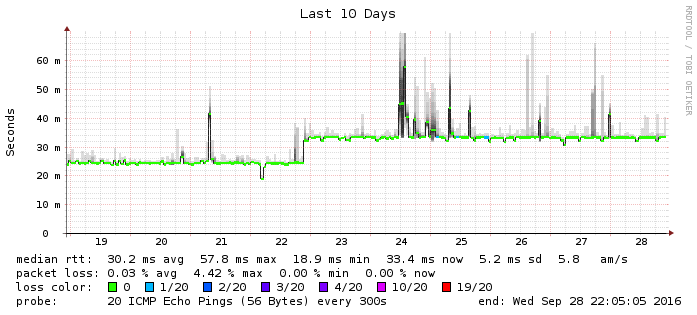 Last 10 Days
RRDTOOL / TOBI OETIKER
Seconds
60 m
50 m
40 m
30 m
20 m
10 m
0
19 20 21 22 23 24 25 26 27 28
median rtt: 30.2 ms avg 57.8 ms max 18.9 ms min 33.4 ms now 5.2 ms sd 5.8 am/s
packet loss: 0.03 % avg 4.42 % max 0.00 % min 0.00 % now
loss color: 0 1/20 2/20 3/20 4/20 10/20 19/20
probe: 20 ICMP Echo Pings (56 Bytes) every 300s end: Wed Sep 28 22:05:05 2016